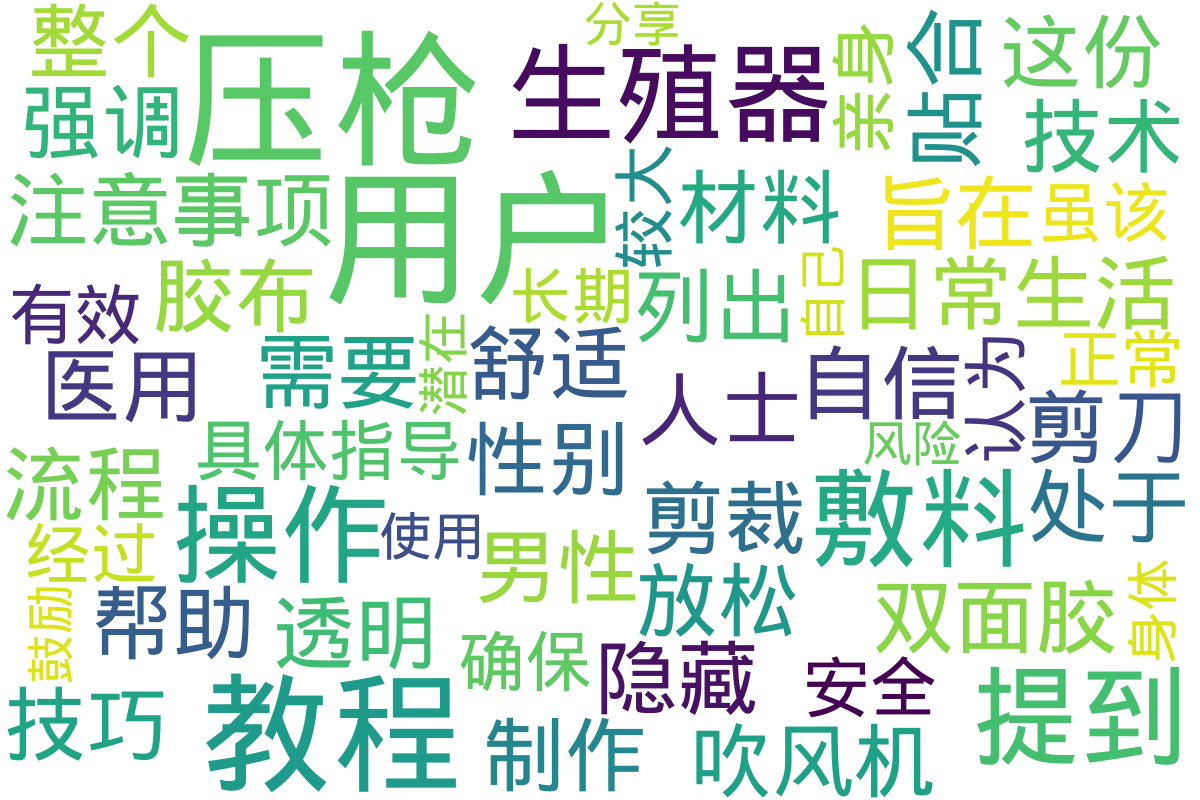 整个
分享
压枪
生殖器
亲身
贴合
这份
强调
技术
注意事项
用户
较大
材料
旨在
虽该
有效
胶布
长期
列出
自己
日常生活
医用
需要
潜在
舒适
人士
自信
认为
正常
剪刀
流程
具体指导
性别
风险
操作
使用
剪裁
敷料
处于
经过
男性
放松
双面胶
身体
鼓励
帮助
透明
确保
隐藏
安全
提到
技巧
教程
制作
吹风机